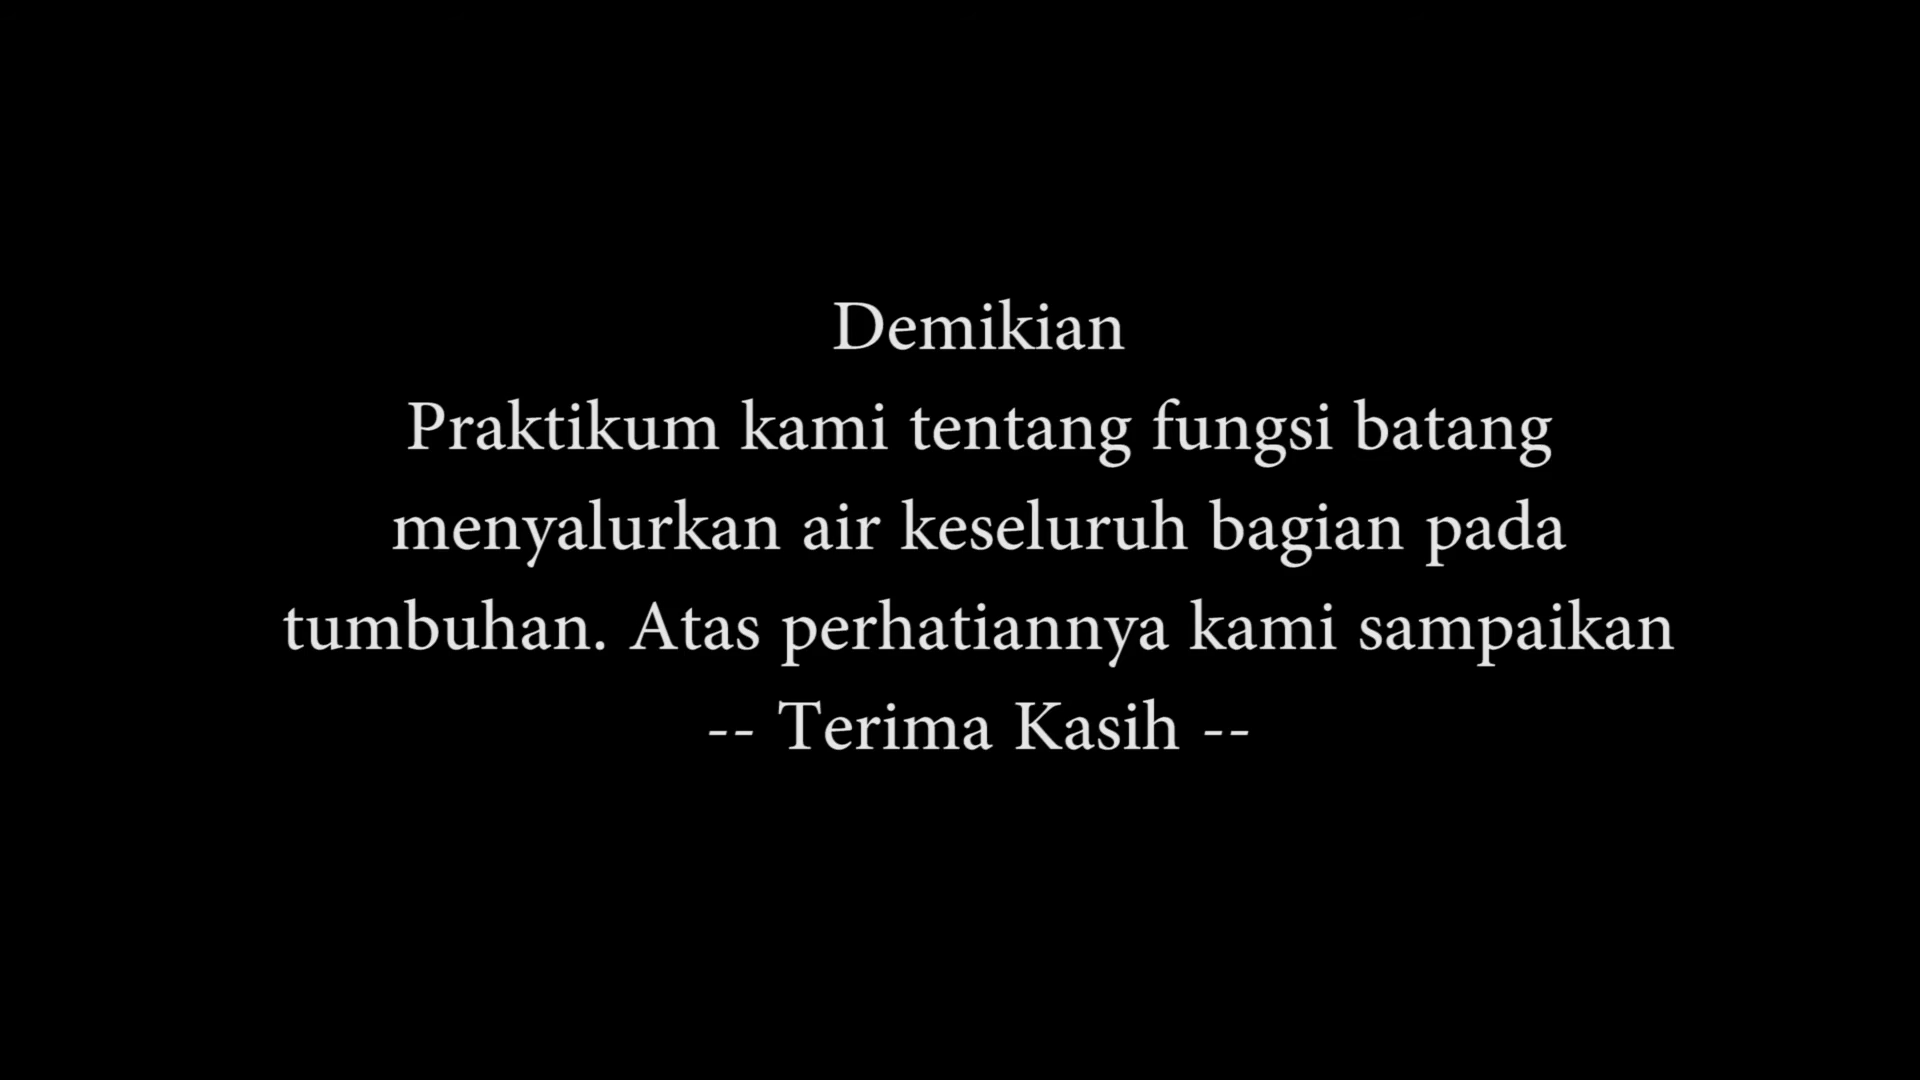 Demikian
Praktikum kami tentang fungsi batang
menyalurkan air keseluruh bagian pada
tumbuhan. Atas perhatiannya kami sampaikan
-- Terima Kasih --